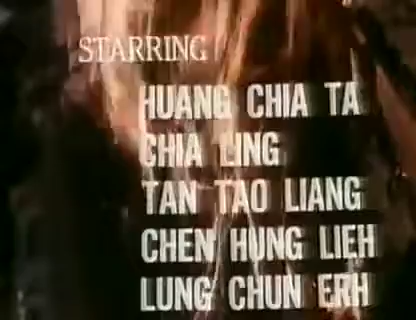 STARRING
HUANG CHIA TA
CHIA LING
TAN TAO LIANG
CHEN HUNG LIEH
LUNG CHUN ERH